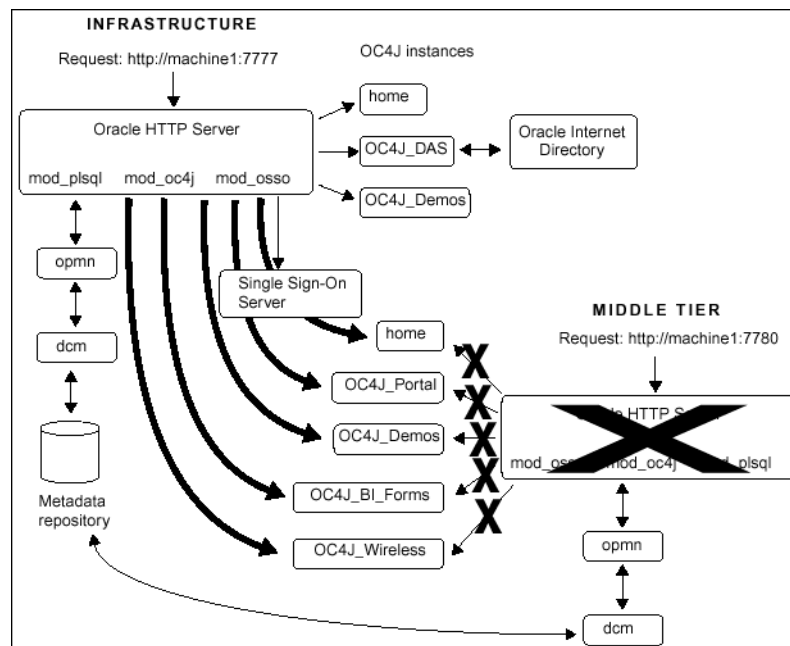 INFRASTRUCTURE
Request: http://machine1:7777
OC4J instances
home
Oracle HTTP Server
OC4J_DAS
Oracle Internet
Directory
mod_plsql mod_oc4j mod_osso
OC4J_Demos
opmn
Single Sign-On
Server
MIDDLE TIER
Request: http://machine1:7780
home
dcm
OC4J_Portal
HTTP
OC4J_Demos
mod_oc4j
Metadata
repository
OC4J_BI_Forms
OC4J_Wireless
opmn
dcm